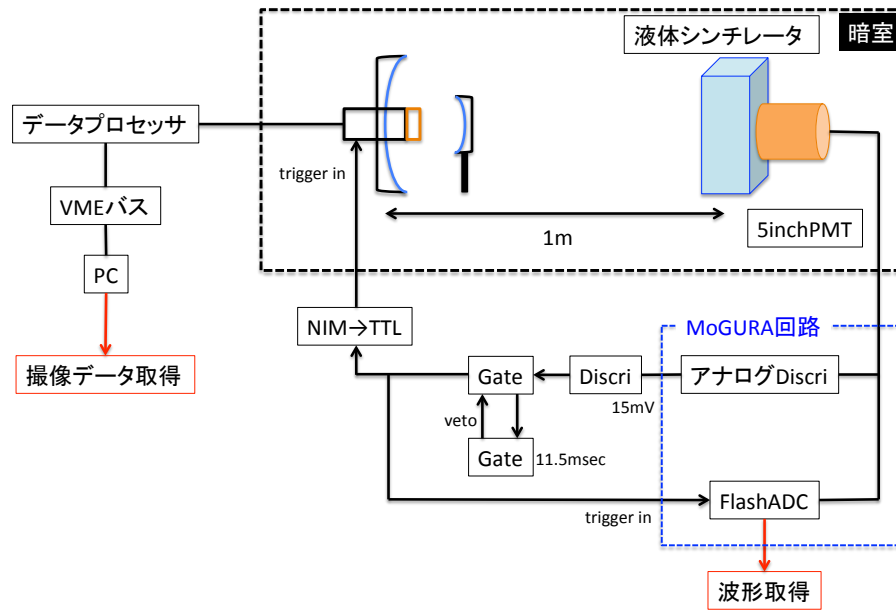 暗室
液体シンチレータ
データプロセッサ
trigger in
VMEバス
5inchPMT
1m
PC
NIM→TTL
MoGURA回路
撮像データ取得
Gate
Discri
アナログDiscri
15mV
veto
Gate
11.5msec
FlashADC
trigger in
波形取得